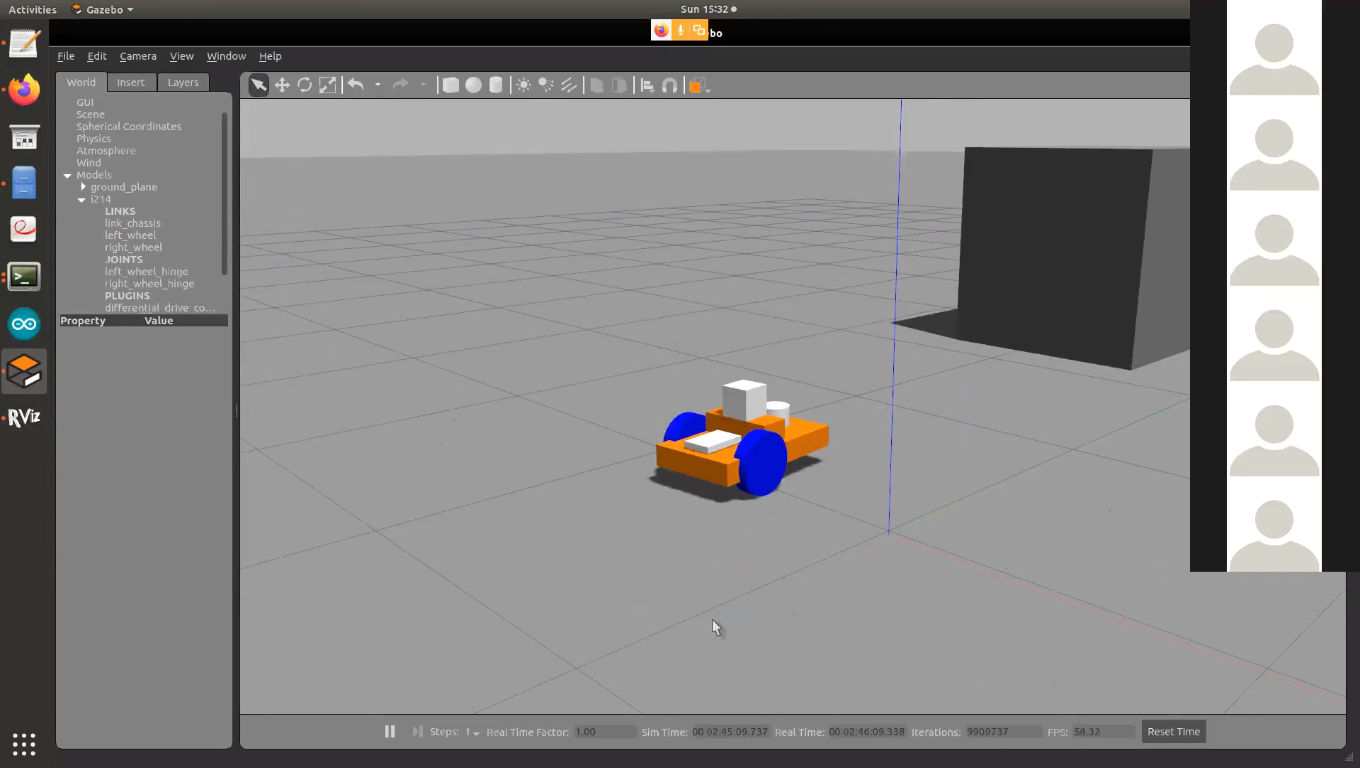 Activities Gazebo Sun 15:32
bo
File Edit Camera View Window Help
World Insert Layers
GUI
Scene
Spherical Coordinates
Physics
Atmosphere
Wind
Models
ground_plane
i214
LINKS
link_chassis
left_wheel
right_wheel
JOINTS
left_wheel_hinge
right_wheel_hinge
PLUGINS
differential_drive_co...
Property Value
RViz
Steps: 1 Real Time Factor: 1.00 Sim Time: 00 02:45:09.737 Real Time: 00 02:46:09.338 Iterations: 9909737 FPS: 58.32 Reset Time